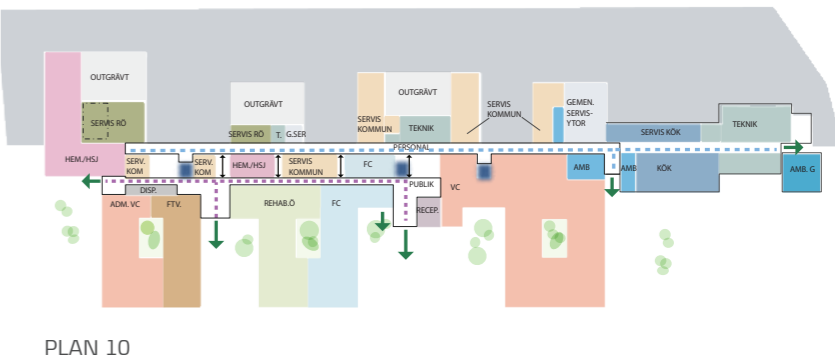 OUTGRÄVT
OUTGRÄVT
OUTGRÄVT
SERVIS RÖ
SERVIS RÖ
T.
G.SER
SERVIS
KOMMUN
TEKNIK
SERVIS
KOMMUN
GEMEN.
SERVIS-
YTOR
SERVIS KÖK
TEKNIK
PERSONAL
HEM./HSJ
SERV.
KOM
SERV.
KOM
HEM./HSJ
SERVIS
KOMMUN
FC
AMB
AMB
KÖK
AMB. G
DISP.
PUBLIK
VC
ADM. VC
FTV.
REHAB.Ö
FC
RECEP.
PLAN 10